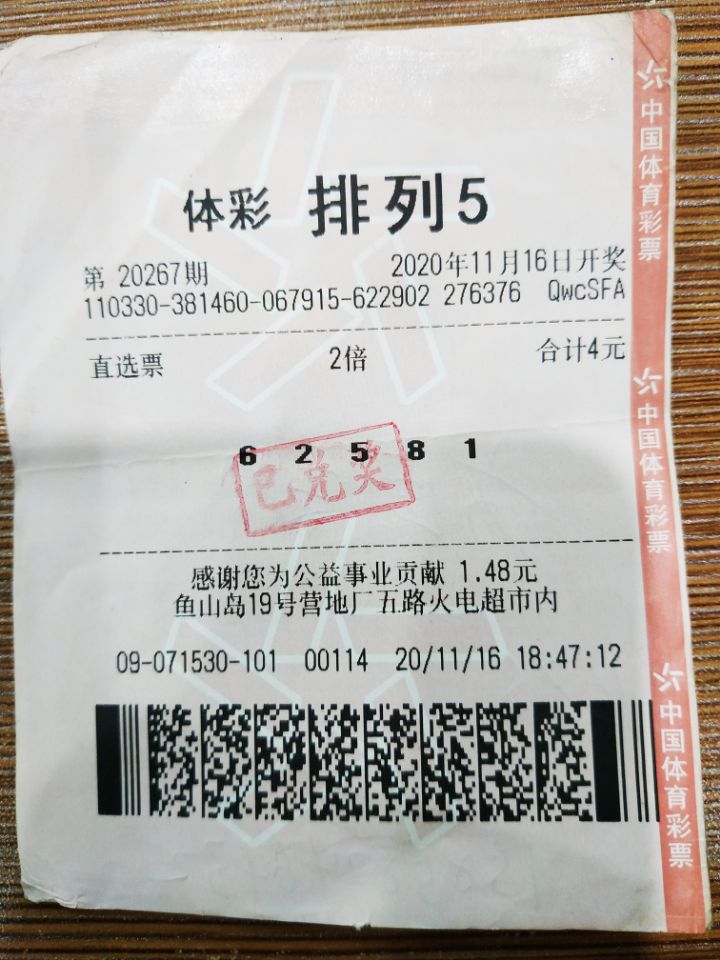 体彩 排列5
第 20267期 2020年11月16日开奖
110330-381460-067915-622902 276376 QwcSFA
直选票 2倍 合计4元
6 2 5 8 1
已兑奖
感谢您为公益事业贡献 1.48元
鱼山岛19号营地厂五路火电超市内
09-071530-101 00114 20/11/16 18:47:12
中国体育彩票
中国体育彩票
中国体育彩票